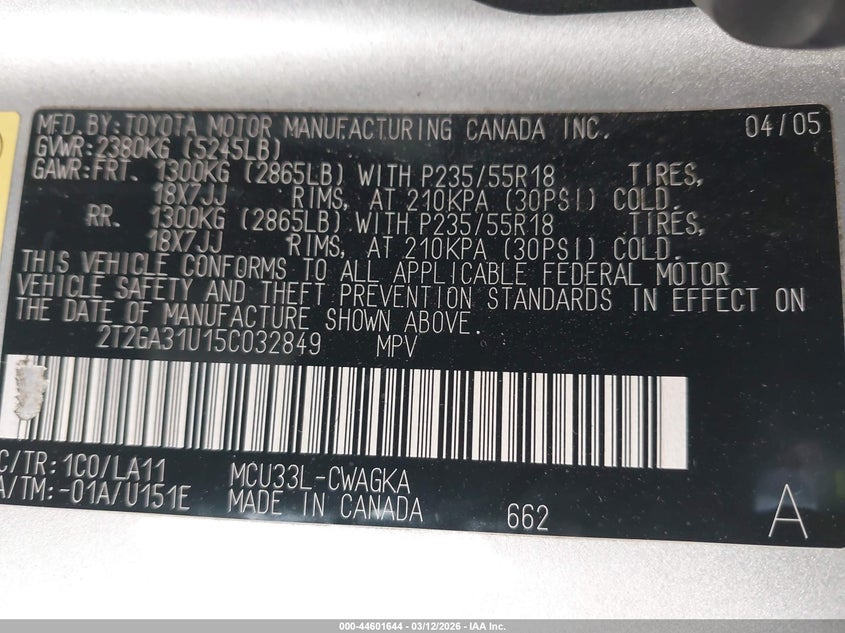 MFD. BY: TOYOTA MOTOR MANUFACTURING CANADA INC. 04/05
GVWR: 2380KG (5245LB)
GAWR: FRT. 1300KG (2865LB) WITH P235/55R18 TIRES,
18X7JJ RIMS, AT 210KPA (30PSI) COLD.
RR. 1300KG (2865LB) WITH P235/55R18 TIRES,
18X7JJ RIMS, AT 210KPA (30PSI) COLD.
THIS VEHICLE CONFORMS TO ALL APPLICABLE FEDERAL MOTOR
VEHICLE SAFETY AND THEFT PREVENTION STANDARDS IN EFFECT ON
THE DATE OF MANUFACTURE SHOWN ABOVE.
2T2GA31U15C032849 MPV
C/TR: 1C0/LA11 MCU33L-CWAGKA
A/TM: -01A/U151E MADE IN CANADA 662 A
000-44601644 | 03/12/2026 - IAA Inc.